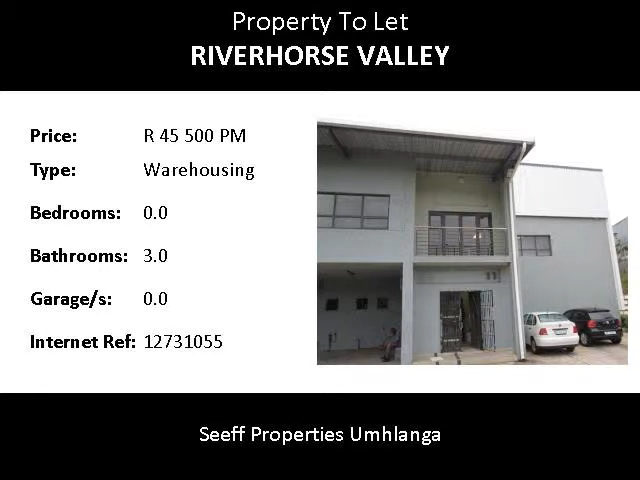 Property To Let
RIVERHORSE VALLEY
Price: R 45 500 PM
Type: Warehousing
Bedrooms: 0.0
Bathrooms: 3.0
Garage/s: 0.0
Internet Ref: 12731055
11
Seeff Properties Umhlanga